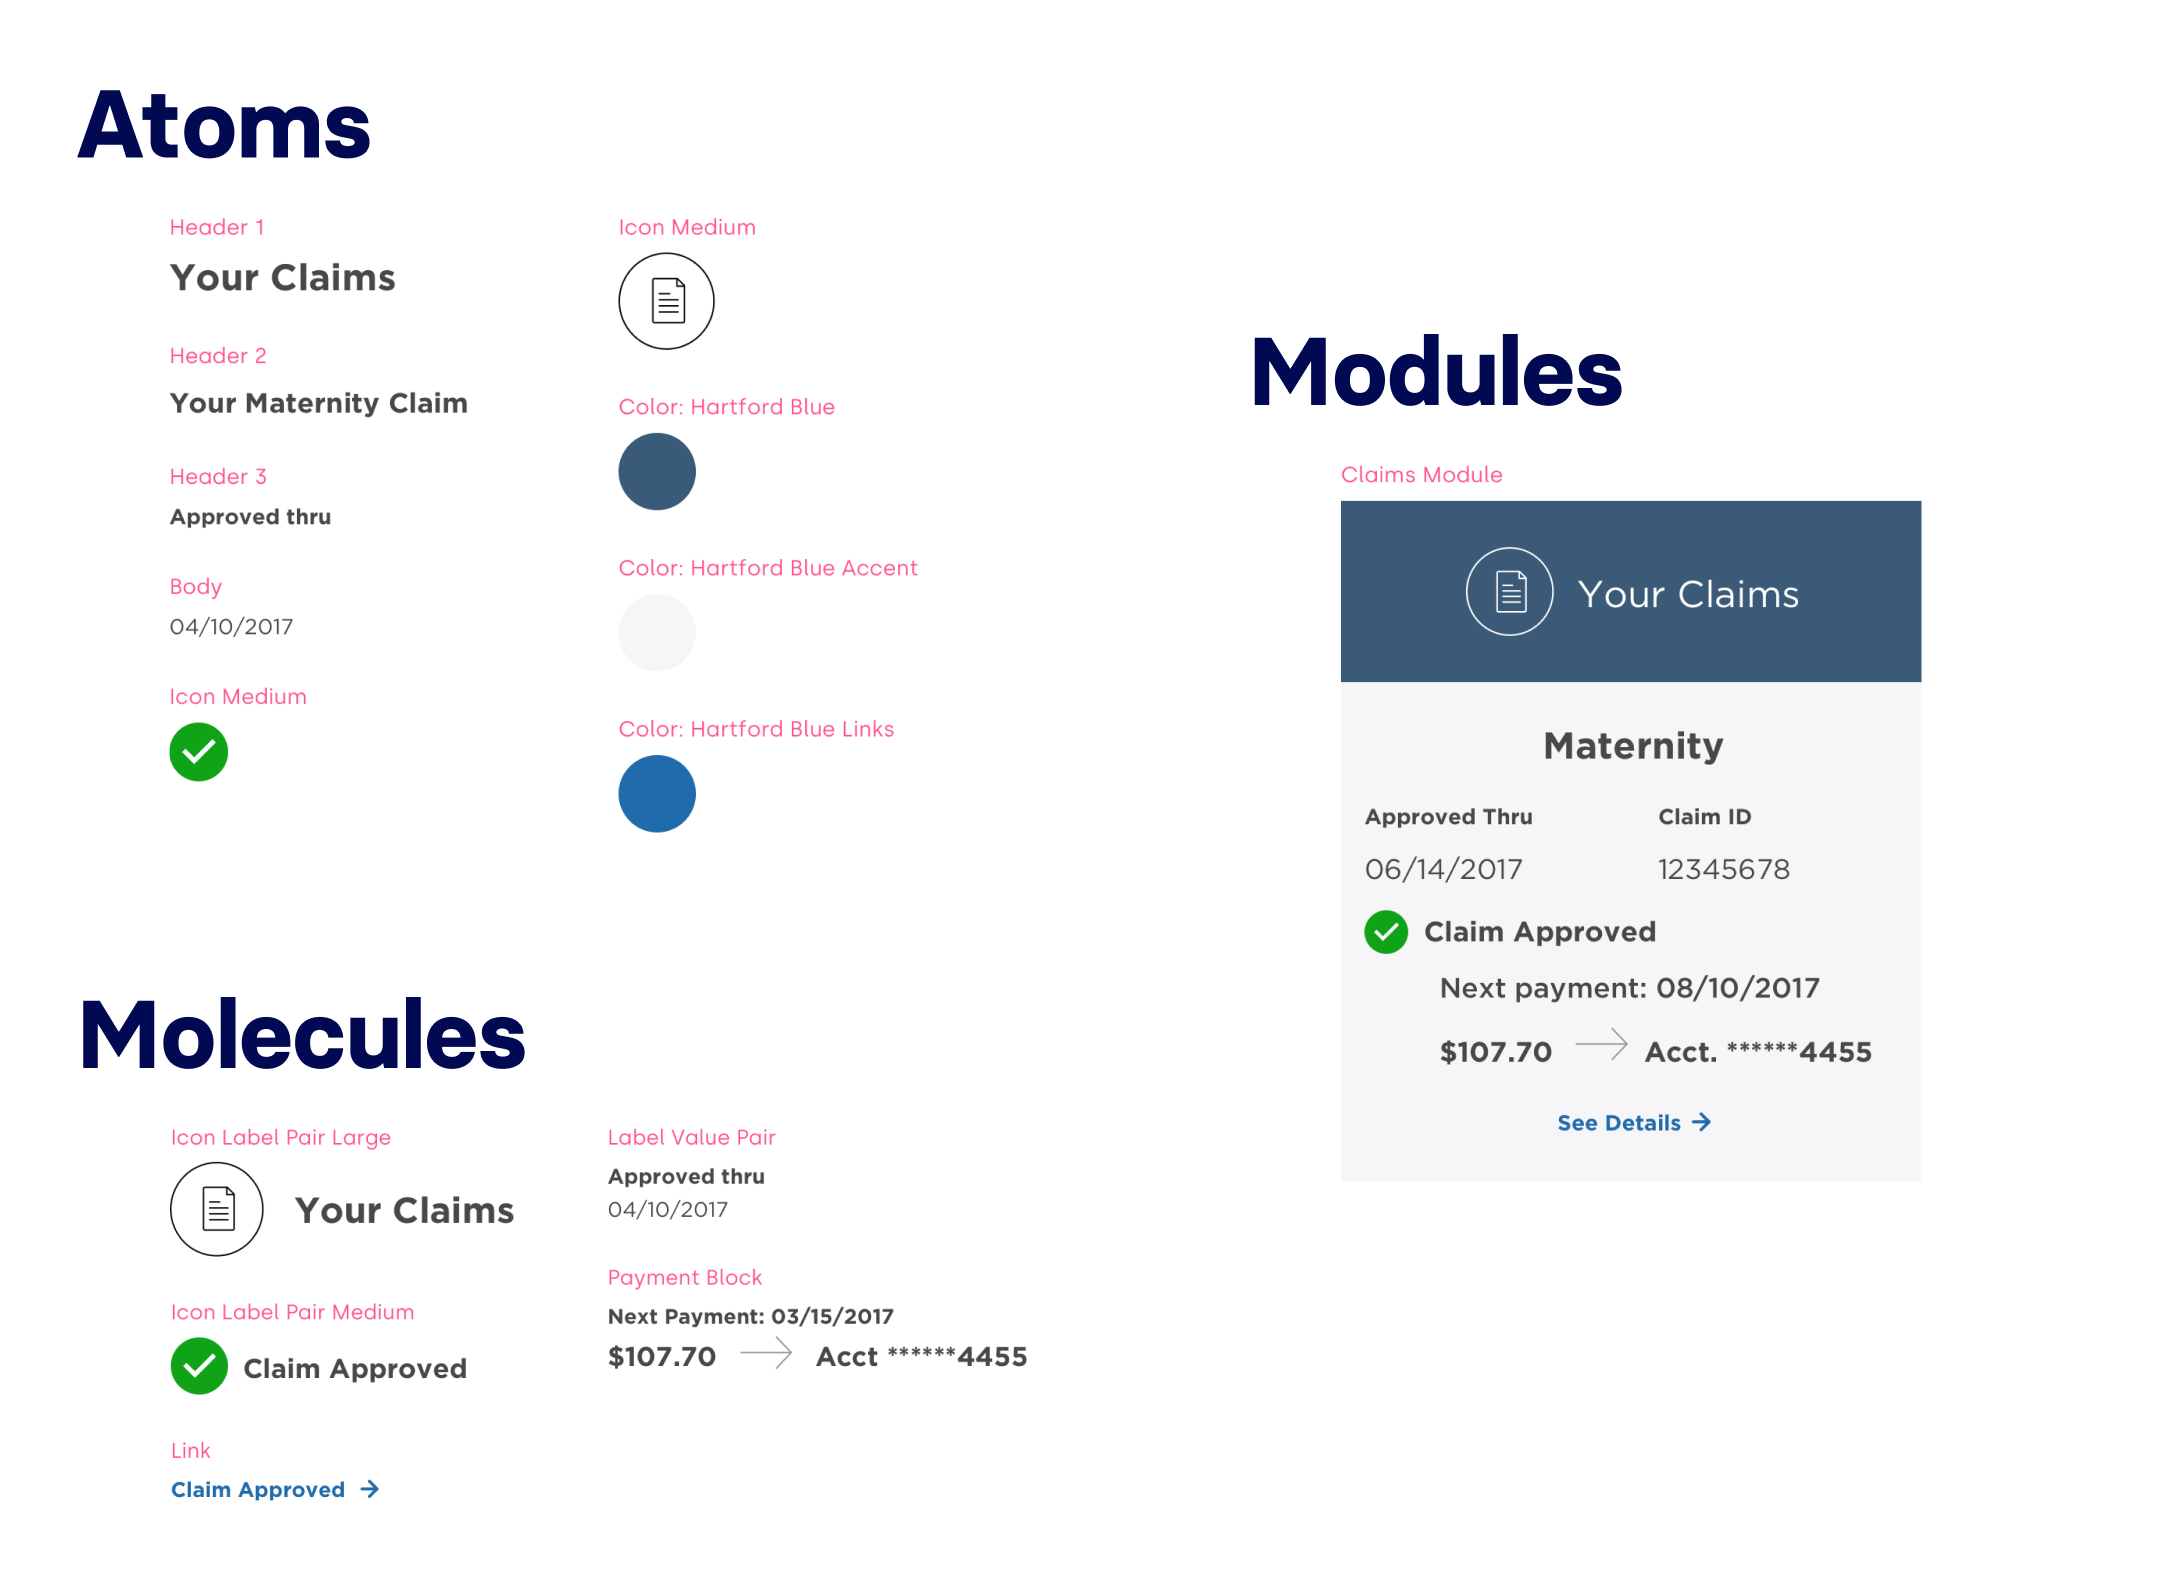 Atoms
Header 1
Your Claims
Header 2
Your Maternity Claim
Header 3
Approved thru
Body
04/10/2017
Icon Medium
Icon Medium
Color: Hartford Blue
Color: Hartford Blue Accent
Color: Hartford Blue Links
Molecules
Icon Label Pair Large
Your Claims
Icon Label Pair Medium
Claim Approved
Link
Claim Approved →
Label Value Pair
Approved thru
04/10/2017
Payment Block
Next Payment: 03/15/2017
$107.70 → Acct ******4455
Modules
Claims Module
Your Claims
Maternity
Approved Thru Claim ID
06/14/2017 12345678
Claim Approved
Next payment: 08/10/2017
$107.70 → Acct. ******4455
See Details →